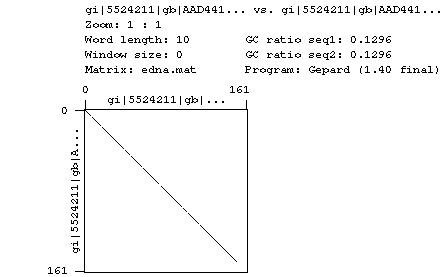 gi|5524211|gb|AAD441... vs. gi|5524211|gb|AAD441...
Zoom: 1 : 1
Word length: 10 GC ratio seq1: 0.1296
Window size: 0 GC ratio seq2: 0.1296
Matrix: edna.mat Program: Gepard (1.40 final)
0 161
gi|5524211|gb|...
0
gi|5524211|gb|A...
161